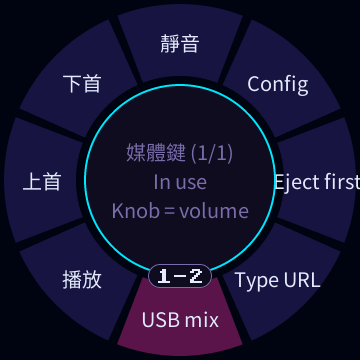 靜音
下首
Config
媒體鍵 (1/1)
上首
In use
Eject first
Knob = volume
播放
1-2
Type URL
USB mix